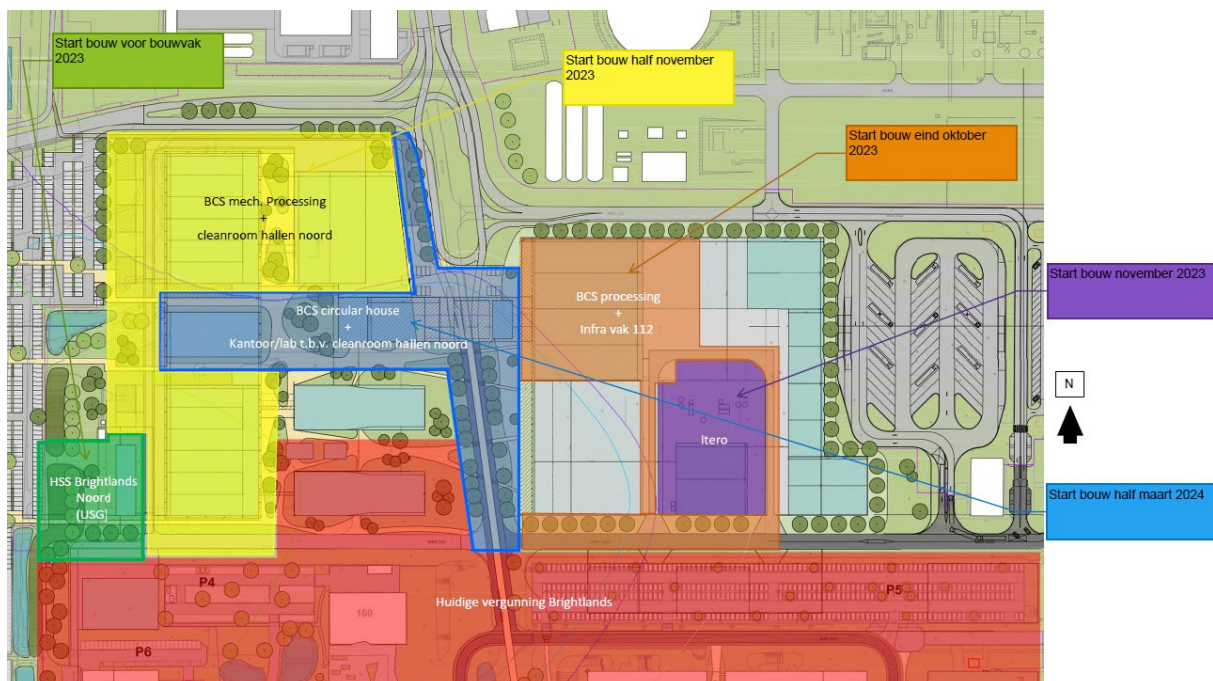 Start bouw voor bouwvak
2023
Start bouw half november
2023
Start bouw eind oktober
2023
BCS mech. Processing
+
cleanroom hallen noord
Start bouw november 2023
BCS processing
+
Infra vak 112
BCS circular house
+
Kantoor/lab t.b.v. cleanroom hallen noord
N
Itero
HSS Brightlands
Noord
(USG)
Start bouw half maart 2024
P4
P5
Huidige vergunning Brightlands
160
P6